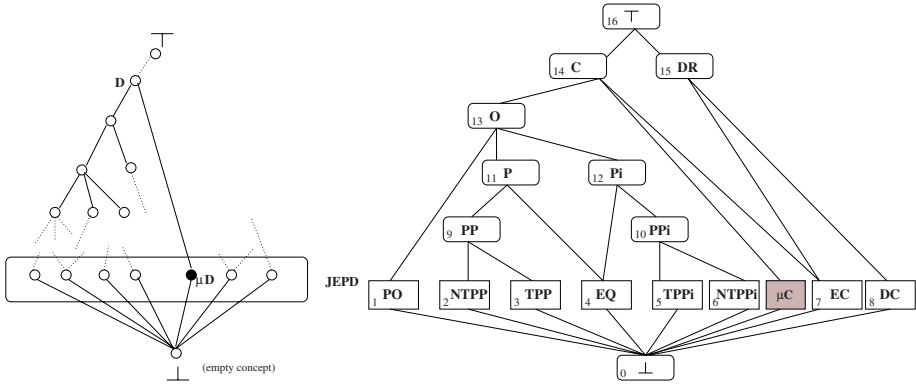 ⊤
D
μD
(empty concept)
⊥
16 ⊤
14 C
15 DR
13 O
11 P
12 Pi
9 PP
10 PPi
JEPD
1 PO
2 NTPP
3 TPP
4 EQ
5 TPPi
6 NTPPi
μC
7 EC
8 DC
0 ⊥